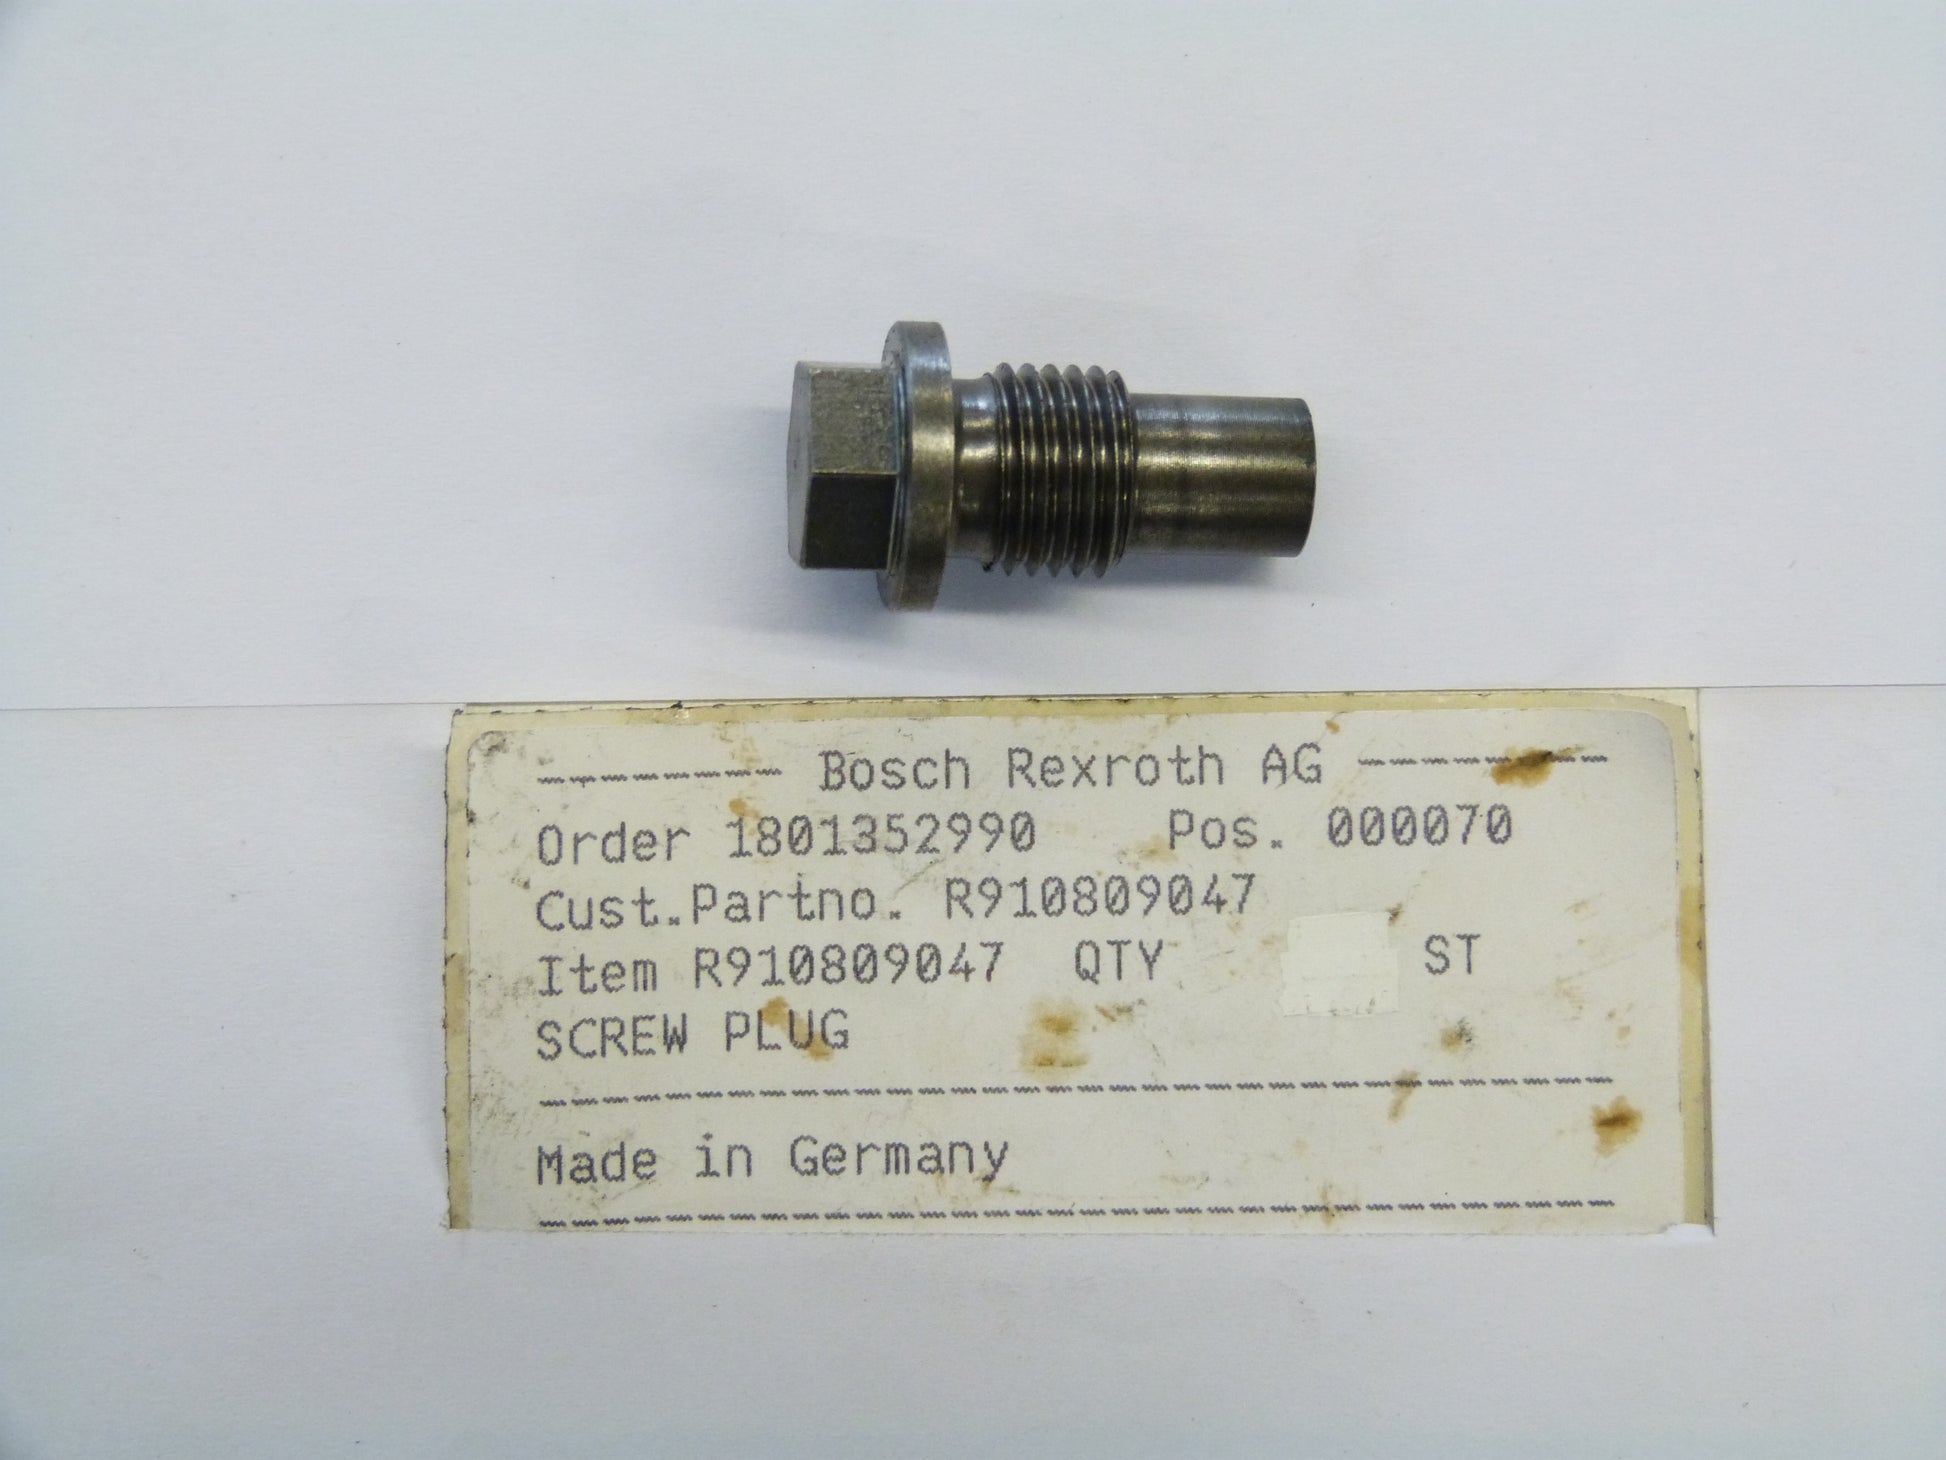 --------- Bosch Rexroth AG --------
Order 1801352990 Pos. 000070
Cust.Partno. R910809047
Item R910809047 QTY ST
SCREW PLUG
-----------------------------------
Made in Germany
-----------------------------------